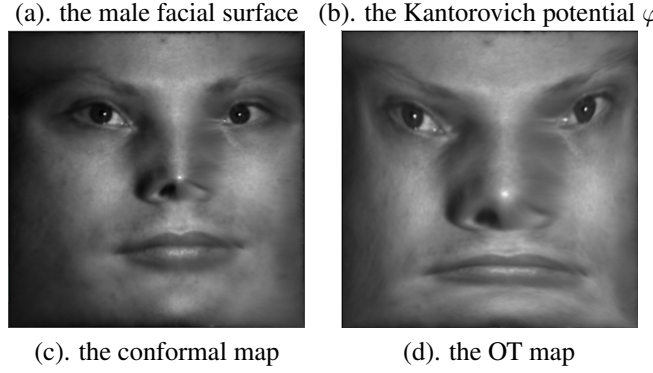 (a). the male facial surface (b). the Kantorovich potential φ
(c). the conformal map (d). the OT map